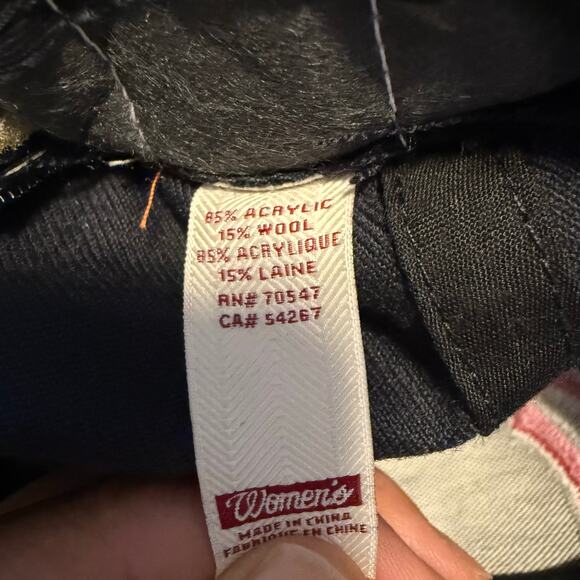 85% ACRYLIC
15% WOOL
85% ACRYLIQUE
15% LAINE
RN# 70547
CA# 54267
Women's
MADE IN CHINA
FABRIQUE EN CHINE